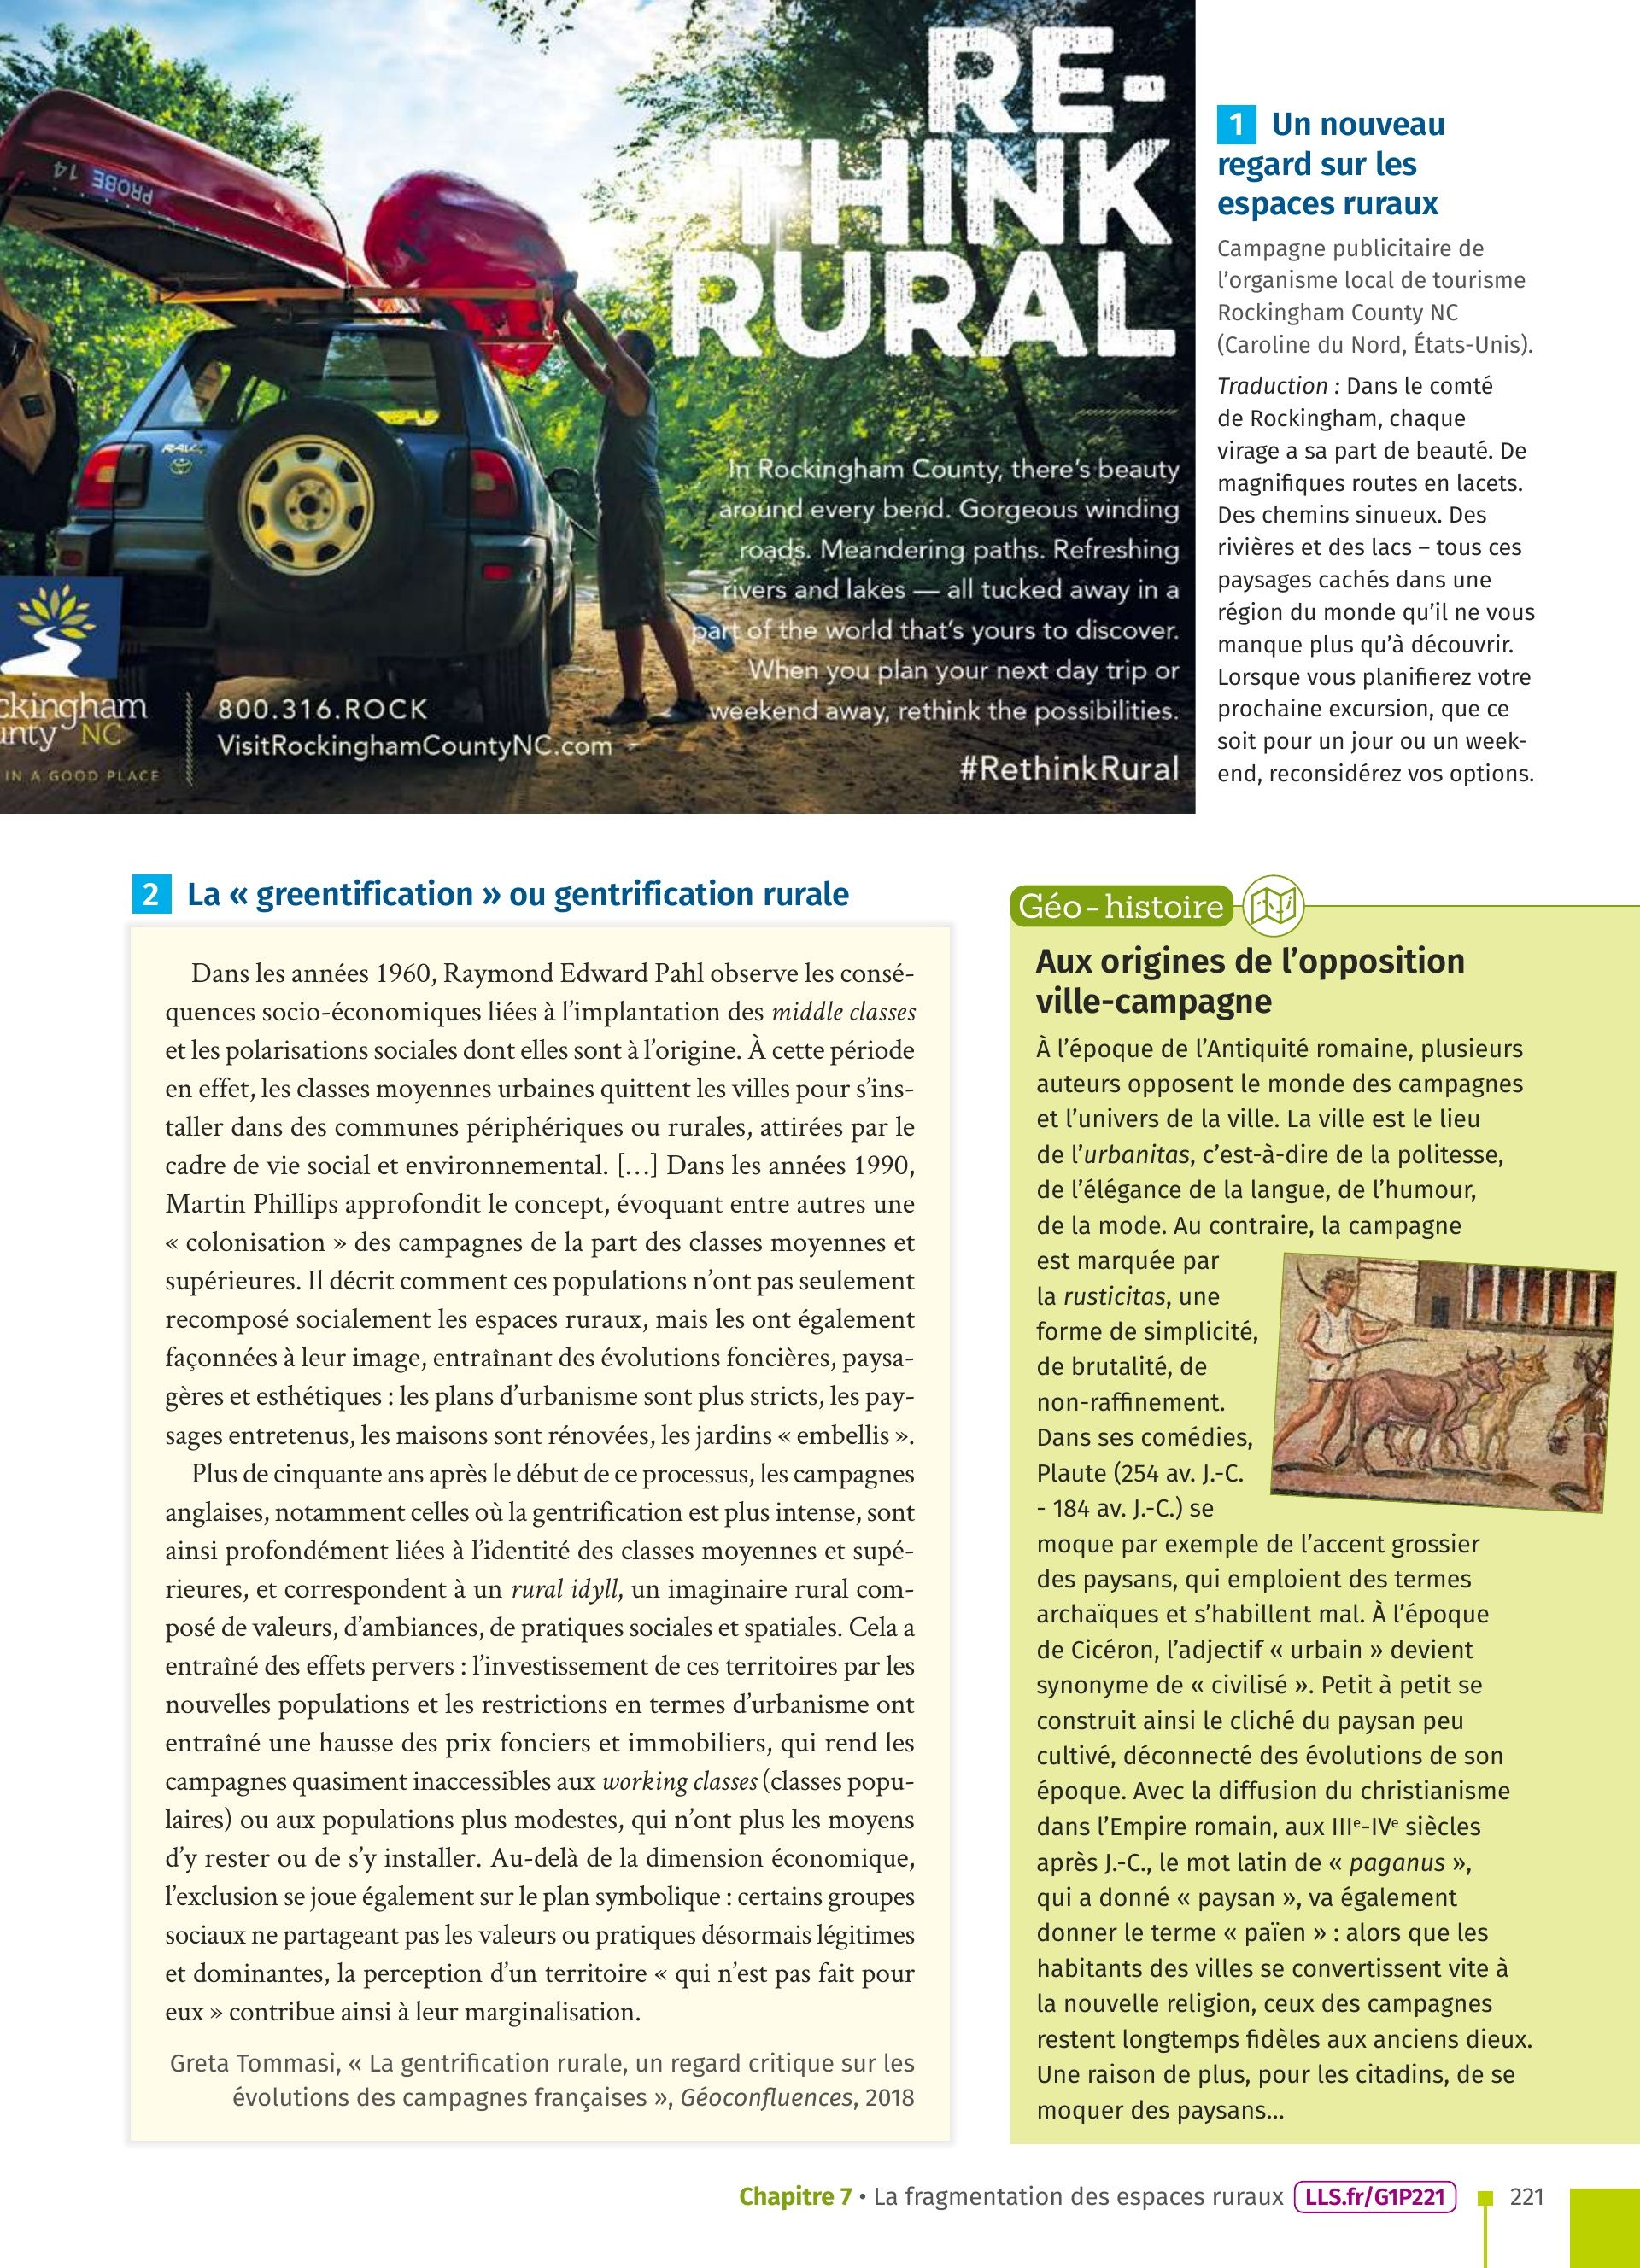 RE-
THINK
RURAL
PROBE 14
RAV4
In Rockingham County, there's beauty
around every bend. Gorgeous winding
roads. Meandering paths. Refreshing
rivers and lakes — all tucked away in a
part of the world that's yours to discover.
When you plan your next day trip or
weekend away, rethink the possibilities.
#RethinkRural
ckingham
unty NC
IN A GOOD PLACE
800.316.ROCK
VisitRockinghamCountyNC.com
1 Un nouveau
regard sur les
espaces ruraux
Campagne publicitaire de
l'organisme local de tourisme
Rockingham County NC
(Caroline du Nord, États-Unis).
Traduction : Dans le comté
de Rockingham, chaque
virage a sa part de beauté. De
magnifiques routes en lacets.
Des chemins sinueux. Des
rivières et des lacs – tous ces
paysages cachés dans une
région du monde qu'il ne vous
manque plus qu'à découvrir.
Lorsque vous planifierez votre
prochaine excursion, que ce
soit pour un jour ou un week-
end, reconsidérez vos options.
2 La « greentification » ou gentrification rurale
Dans les années 1960, Raymond Edward Pahl observe les consé-
quences socio-économiques liées à l'implantation des middle classes
et les polarisations sociales dont elles sont à l'origine. À cette période
en effet, les classes moyennes urbaines quittent les villes pour s'ins-
taller dans des communes périphériques ou rurales, attirées par le
cadre de vie social et environnemental. […] Dans les années 1990,
Martin Phillips approfondit le concept, évoquant entre autres une
« colonisation » des campagnes de la part des classes moyennes et
supérieures. Il décrit comment ces populations n'ont pas seulement
recomposé socialement les espaces ruraux, mais les ont également
façonnées à leur image, entraînant des évolutions foncières, paysa-
gères et esthétiques : les plans d'urbanisme sont plus stricts, les pay-
sages entretenus, les maisons sont rénovées, les jardins « embellis ».
Plus de cinquante ans après le début de ce processus, les campagnes
anglaises, notamment celles où la gentrification est plus intense, sont
ainsi profondément liées à l'identité des classes moyennes et supé-
rieures, et correspondent à un rural idyll, un imaginaire rural com-
posé de valeurs, d'ambiances, de pratiques sociales et spatiales. Cela a
entraîné des effets pervers : l'investissement de ces territoires par les
nouvelles populations et les restrictions en termes d'urbanisme ont
entraîné une hausse des prix fonciers et immobiliers, qui rend les
campagnes quasiment inaccessibles aux working classes (classes popu-
laires) ou aux populations plus modestes, qui n'ont plus les moyens
d'y rester ou de s'y installer. Au-delà de la dimension économique,
l'exclusion se joue également sur le plan symbolique : certains groupes
sociaux ne partageant pas les valeurs ou pratiques désormais légitimes
et dominantes, la perception d'un territoire « qui n'est pas fait pour
eux » contribue ainsi à leur marginalisation.
Greta Tommasi, « La gentrification rurale, un regard critique sur les
évolutions des campagnes françaises », Géoconfluences, 2018
Géo-histoire
Aux origines de l'opposition
ville-campagne
À l'époque de l'Antiquité romaine, plusieurs
auteurs opposent le monde des campagnes
et l'univers de la ville. La ville est le lieu
de l'urbanitas, c'est-à-dire de la politesse,
de l'élégance de la langue, de l'humour,
de la mode. Au contraire, la campagne
est marquée par
la rusticitas, une
forme de simplicité,
de brutalité, de
non-raffinement.
Dans ses comédies,
Plaute (254 av. J.-C.
- 184 av. J.-C.) se
moque par exemple de l'accent grossier
des paysans, qui emploient des termes
archaïques et s'habillent mal. À l'époque
de Cicéron, l'adjectif « urbain » devient
synonyme de « civilisé ». Petit à petit se
construit ainsi le cliché du paysan peu
cultivé, déconnecté des évolutions de son
époque. Avec la diffusion du christianisme
dans l'Empire romain, aux IIIe-IVe siècles
après J.-C., le mot latin de « paganus »,
qui a donné « paysan », va également
donner le terme « païen » : alors que les
habitants des villes se convertissent vite à
la nouvelle religion, ceux des campagnes
restent longtemps fidèles aux anciens dieux.
Une raison de plus, pour les citadins, de se
moquer des paysans...
Chapitre 7 • La fragmentation des espaces ruraux LLS.fr/G1P221 221